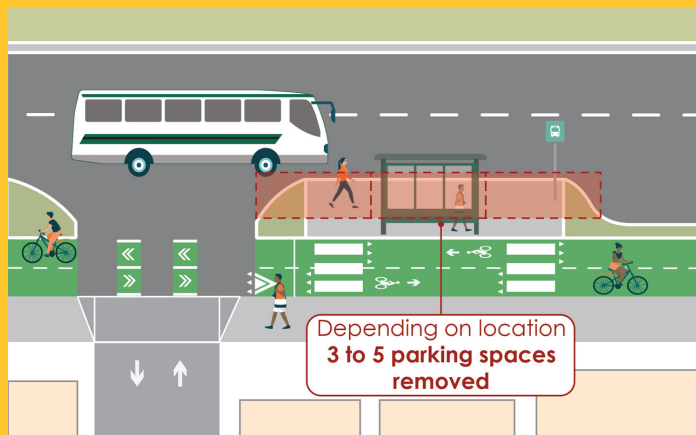 Depending on location
3 to 5 parking spaces
removed